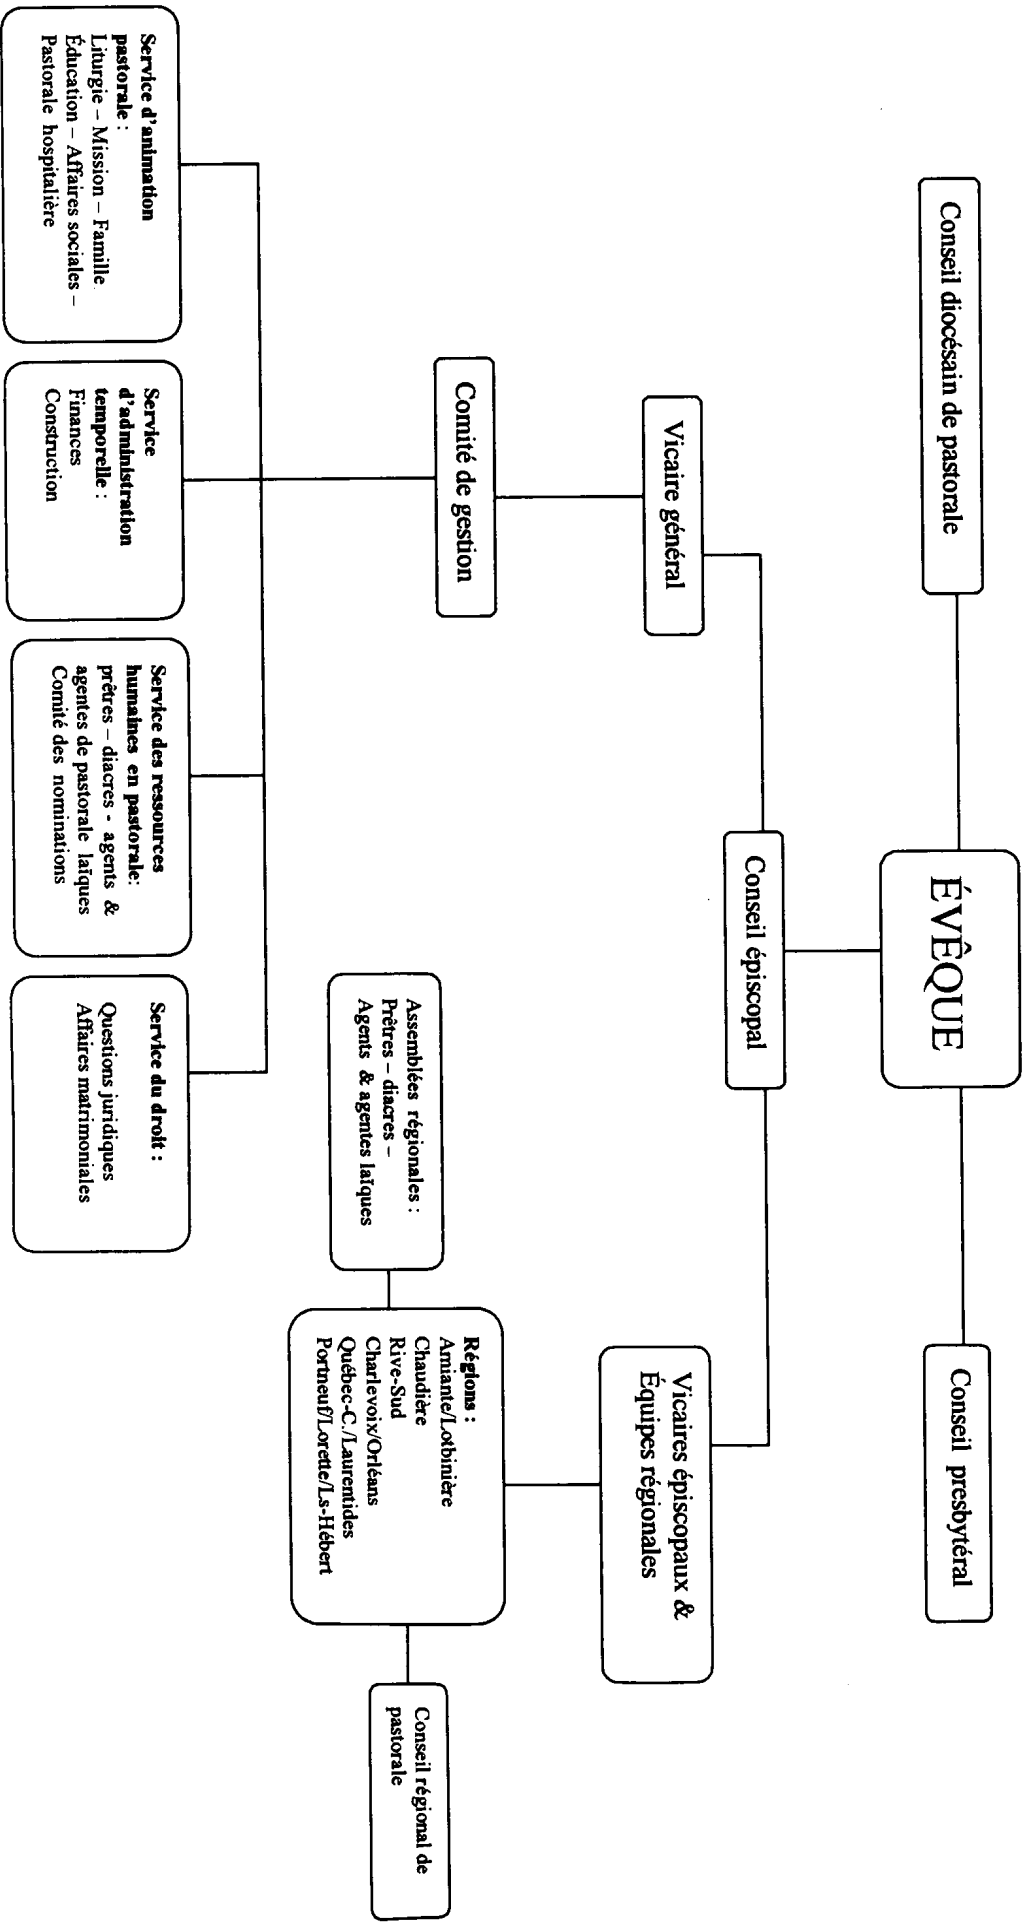 ÉVÊQUE
Conseil diocésain de pastorale
Conseil presbytéral
Conseil épiscopal
Vicaire général
Vicaires épiscopaux &
Équipes régionales
Comité de gestion
Régions :
Amiante/Lotbinière
Chaudière
Rive-Sud
Charlevoix/Orléans
Québec-C./Laurentides
Portneuf/Lorette/Ls-Hébert
Assemblées régionales :
Prêtres – diacres –
Agents & agentes laïques
Conseil régional de
pastorale
Service d'animation
pastorale :
Liturgie – Mission – Famille
Éducation – Affaires sociales –
Pastorale hospitalière
Service
d'administration
temporelle :
Finances
Construction
Service des ressources
humaines en pastorale:
prêtres – diacres - agents &
agentes de pastorale laïques
Comité des nominations
Service du droit :
Questions juridiques
Affaires matrimoniales